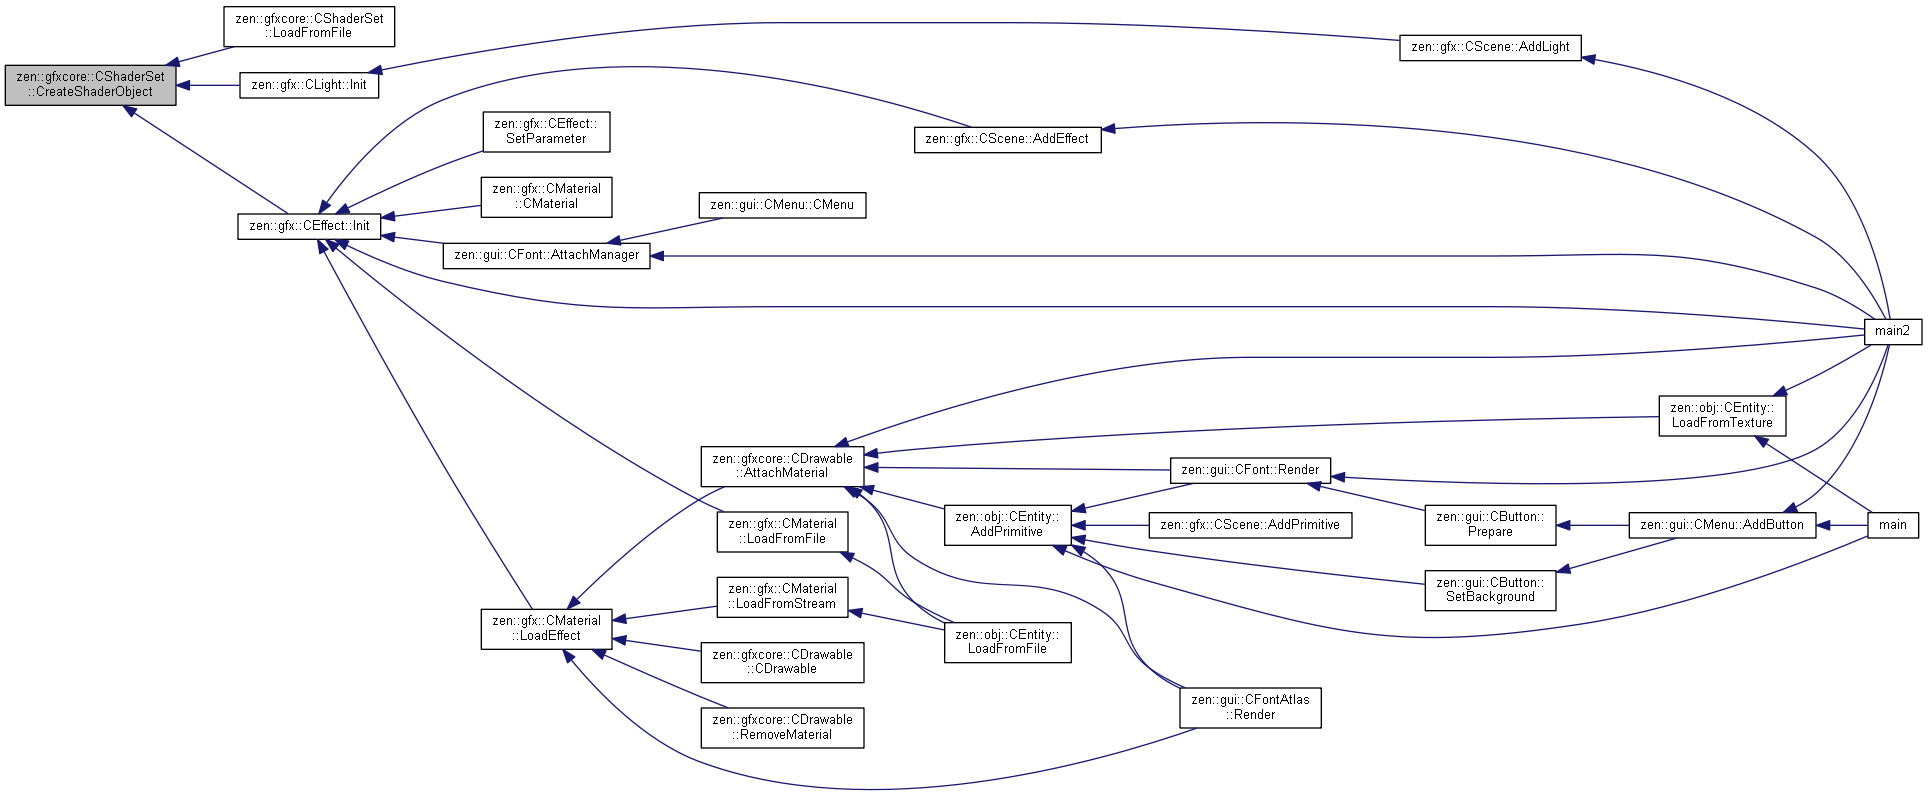 zen::gfxcore::CShaderSet
::LoadFromFile
zen::gfxcore::CShaderSet
::CreateShaderObject
zen::gfx::CLight::Init
zen::gfx::CScene::AddLight
zen::gfx::CEffect::
SetParameter
zen::gfx::CScene::AddEffect
zen::gfx::CMaterial
::CMaterial
zen::gui::CMenu::CMenu
zen::gfx::CEffect::Init
zen::gui::CFont::AttachManager
main2
zen::obj::CEntity::
LoadFromTexture
zen::gfxcore::CDrawable
::AttachMaterial
zen::gui::CFont::Render
zen::obj::CEntity::
AddPrimitive
zen::gfx::CScene::AddPrimitive
zen::gui::CButton::
Prepare
zen::gui::CMenu::AddButton
main
zen::gfx::CMaterial
::LoadFromFile
zen::gui::CButton::
SetBackground
zen::gfx::CMaterial
::LoadFromStream
zen::gfx::CMaterial
::LoadEffect
zen::obj::CEntity::
LoadFromFile
zen::gfxcore::CDrawable
::CDrawable
zen::gui::CFontAtlas
::Render
zen::gfxcore::CDrawable
::RemoveMaterial